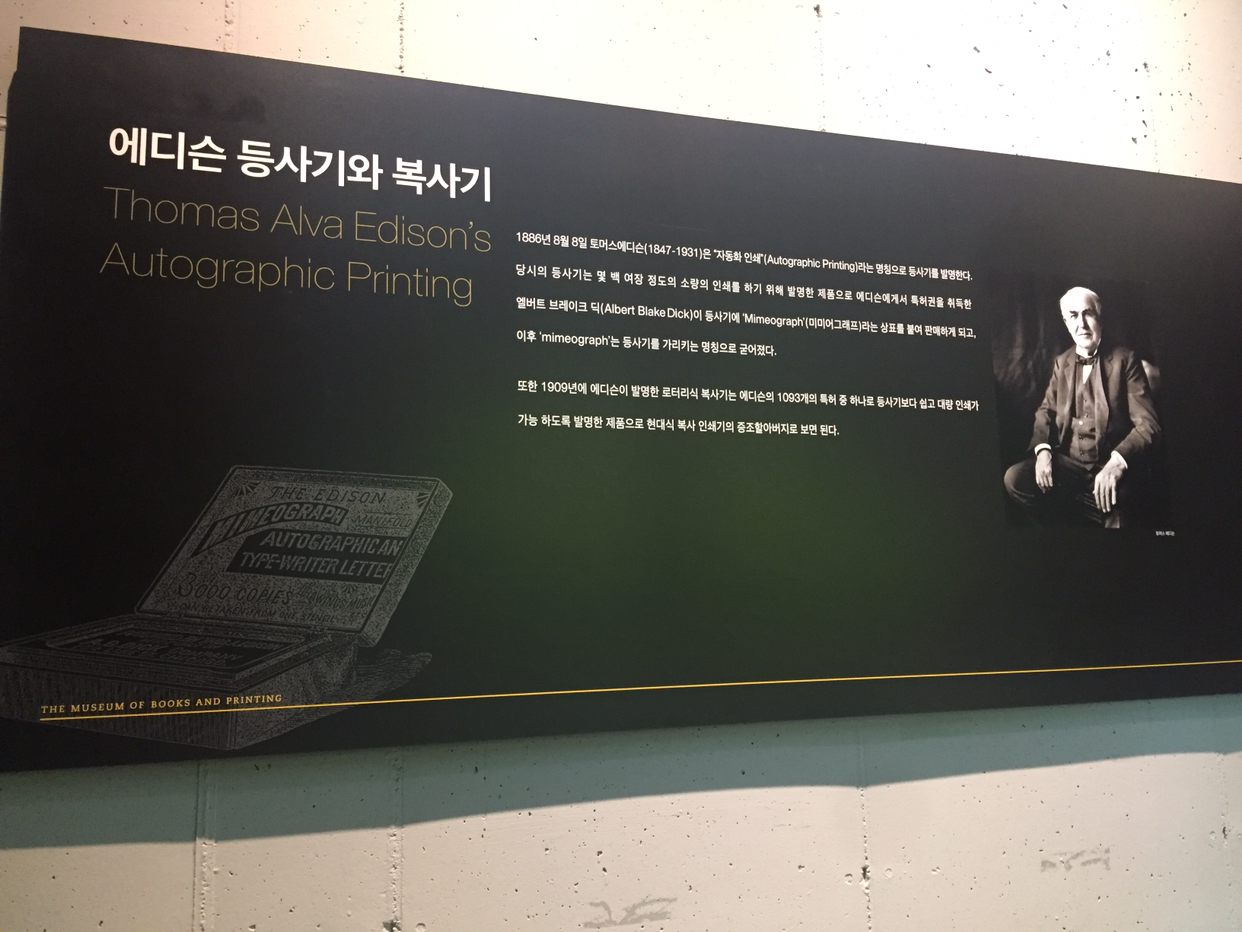 에디슨 등사기와 복사기
Thomas Alva Edison's
Autographic Printing
1886년 8월 8일 토머스에디슨(1847-1931)은 "자동화 인쇄"(Autographic Printing)라는 명칭으로 등사기를 발명한다.
당시의 등사기는 몇 백 여장 정도의 소량의 인쇄를 하기 위해 발명한 제품으로 에디슨에게서 특허권을 취득한
엘버트 브레이크 딕(Albert Blake Dick)이 등사기에 'Mimeograph'(미미어그래프)라는 상표를 붙여 판매하게 되고,
이후 'mimeograph'는 등사기를 가리키는 명칭으로 굳어졌다.
또한 1909년에 에디슨이 발명한 로터리식 복사기는 에디슨의 1093개의 특허 중 하나로 등사기보다 쉽고 대량 인쇄가
가능 하도록 발명한 제품으로 현대식 복사 인쇄기의 증조할아버지로 보면 된다.
THE EDISON
MIMEOGRAPH MANIFOLD
AUTOGRAPHIC AN
TYPE-WRITER LETTER
3000 COPIES
THE MUSEUM OF BOOKS AND PRINTING